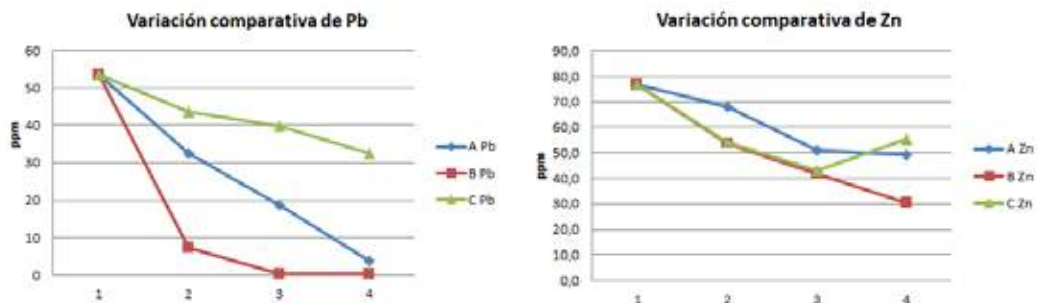 Variación comparativa de Pb
60
50
40
30
20
10
0
ppm
1 2 3 4
A Pb
B Pb
C Pb
Variación comparativa de Zn
90,0
80,0
70,0
60,0
50,0
40,0
30,0
20,0
10,0
0,0
ppm
1 2 3 4
A Zn
B Zn
C Zn